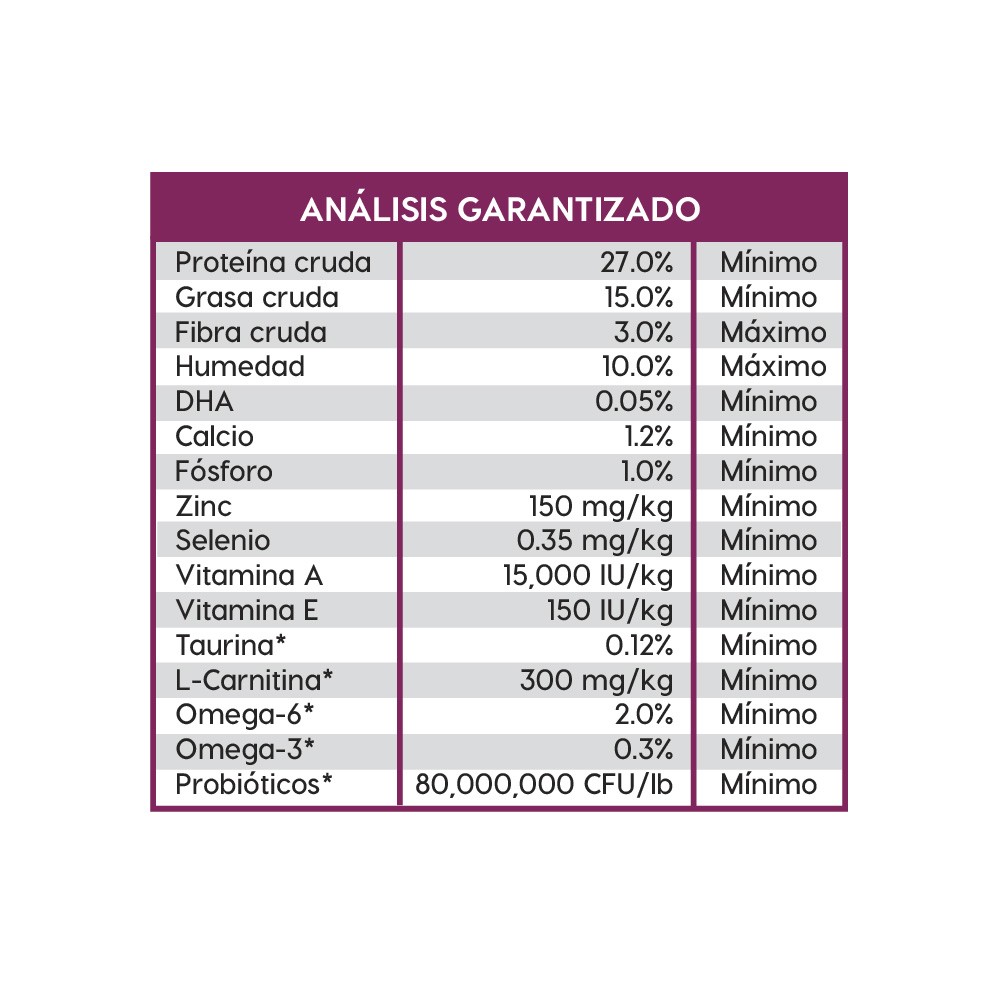 ANÁLISIS GARANTIZADO
Proteína cruda 27.0% Mínimo
Grasa cruda 15.0% Mínimo
Fibra cruda 3.0% Máximo
Humedad 10.0% Máximo
DHA 0.05% Mínimo
Calcio 1.2% Mínimo
Fósforo 1.0% Mínimo
Zinc 150 mg/kg Mínimo
Selenio 0.35 mg/kg Mínimo
Vitamina A 15,000 IU/kg Mínimo
Vitamina E 150 IU/kg Mínimo
Taurina* 0.12% Mínimo
L-Carnitina* 300 mg/kg Mínimo
Omega-6* 2.0% Mínimo
Omega-3* 0.3% Mínimo
Probióticos* 80,000,000 CFU/lb Mínimo